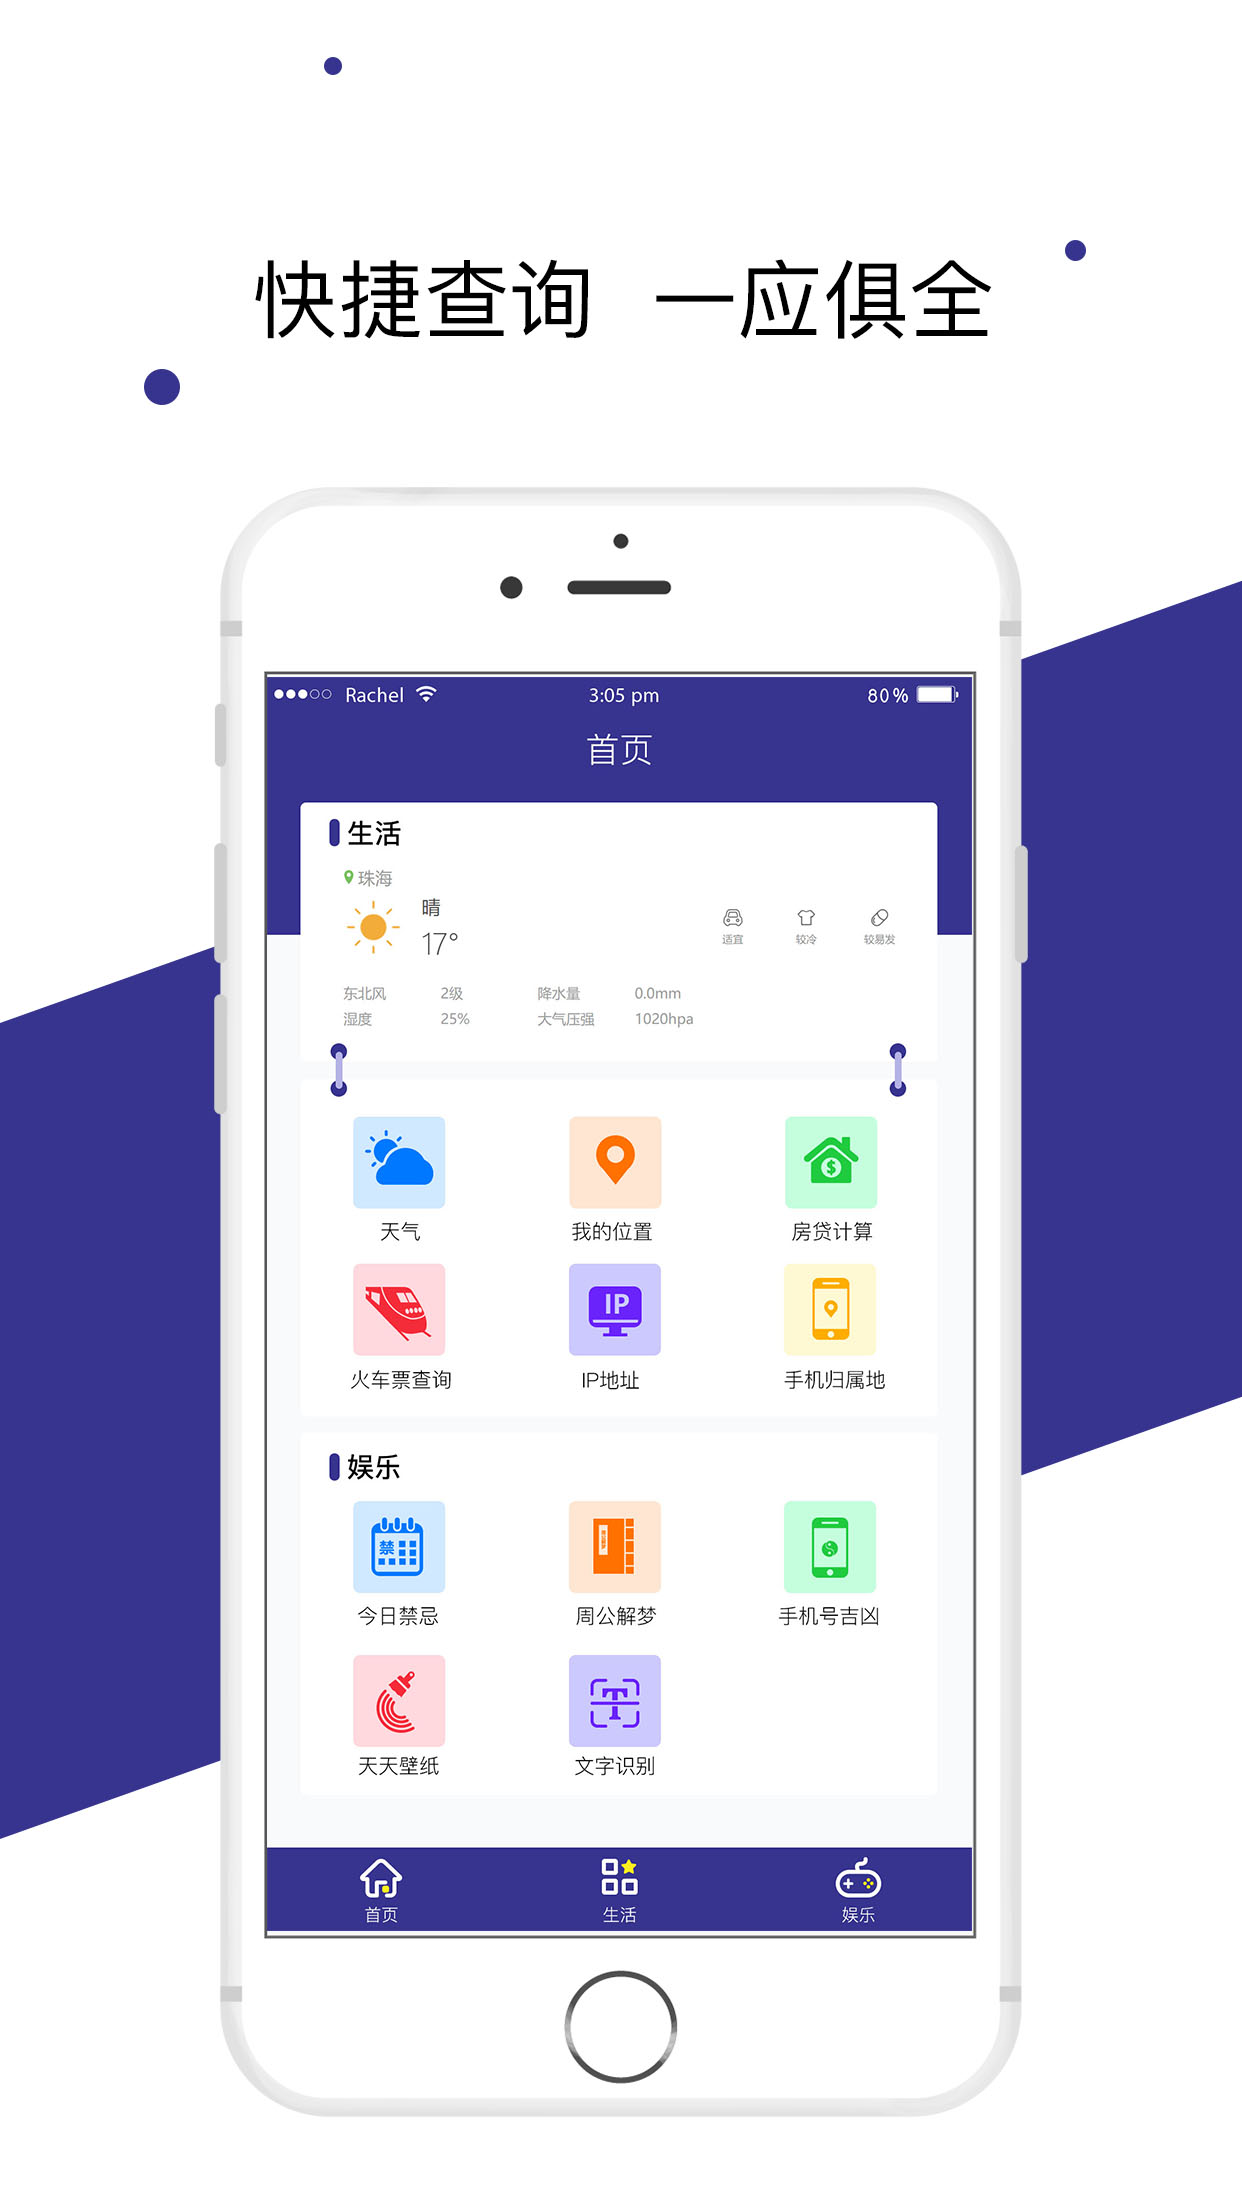 快捷查询 一应俱全
Rachel 3:05 pm 80%
首页
生活
珠海
晴
17°
适宜 较冷 较易发
东北风 2级 降水量 0.0mm
湿度 25% 大气压强 1020hpa
天气 我的位置 房贷计算
IP
火车票查询 IP地址 手机归属地
娱乐
禁
今日禁忌 周公解梦 手机号吉凶
天天壁纸 文字识别
首页 生活 娱乐